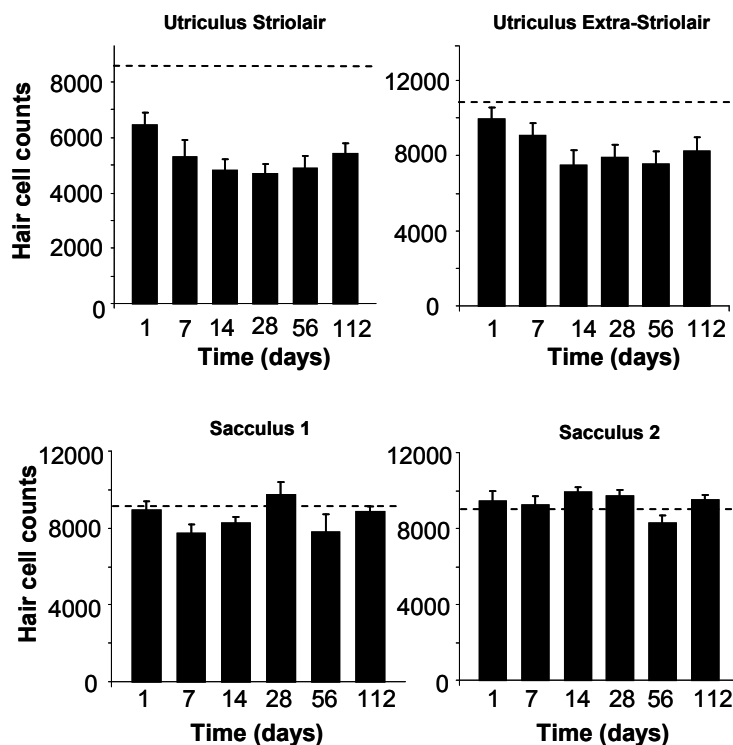 Utriculus Striolair
Hair cell counts
8000
6000
4000
2000
0
1 7 14 28 56 112
Time (days)
Utriculus Extra-Striolair
12000
8000
4000
0
1 7 14 28 56 112
Time (days)
Sacculus 1
Hair cell counts
12000
8000
4000
0
1 7 14 28 56 112
Time (days)
Sacculus 2
12000
8000
4000
0
1 7 14 28 56 112
Time (days)